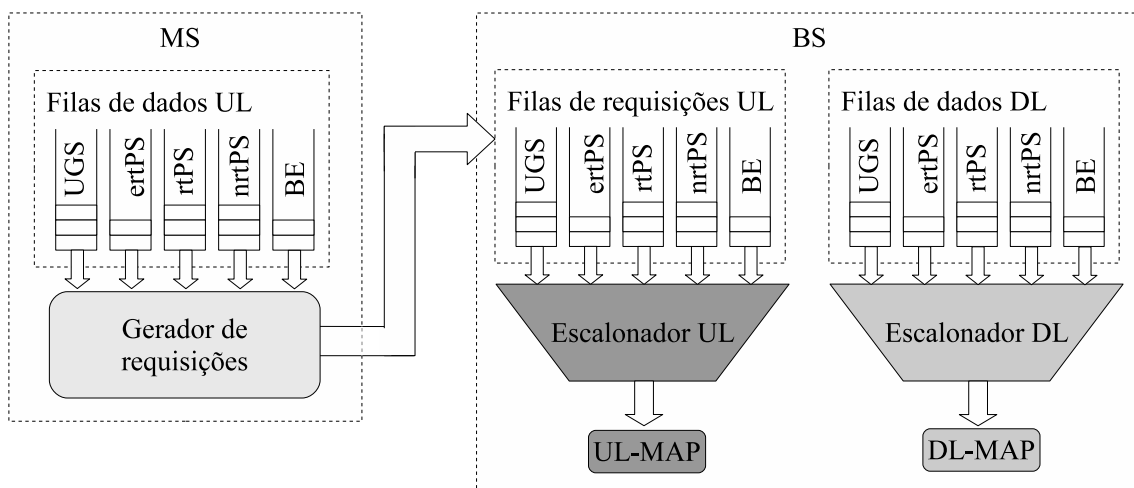 MS
Filas de dados UL
UGS
ertPS
rtPS
nrtPS
BE
Gerador de
requisições
BS
Filas de requisições UL
UGS
ertPS
rtPS
nrtPS
BE
Escalonador UL
UL-MAP
Filas de dados DL
UGS
ertPS
rtPS
nrtPS
BE
Escalonador DL
DL-MAP